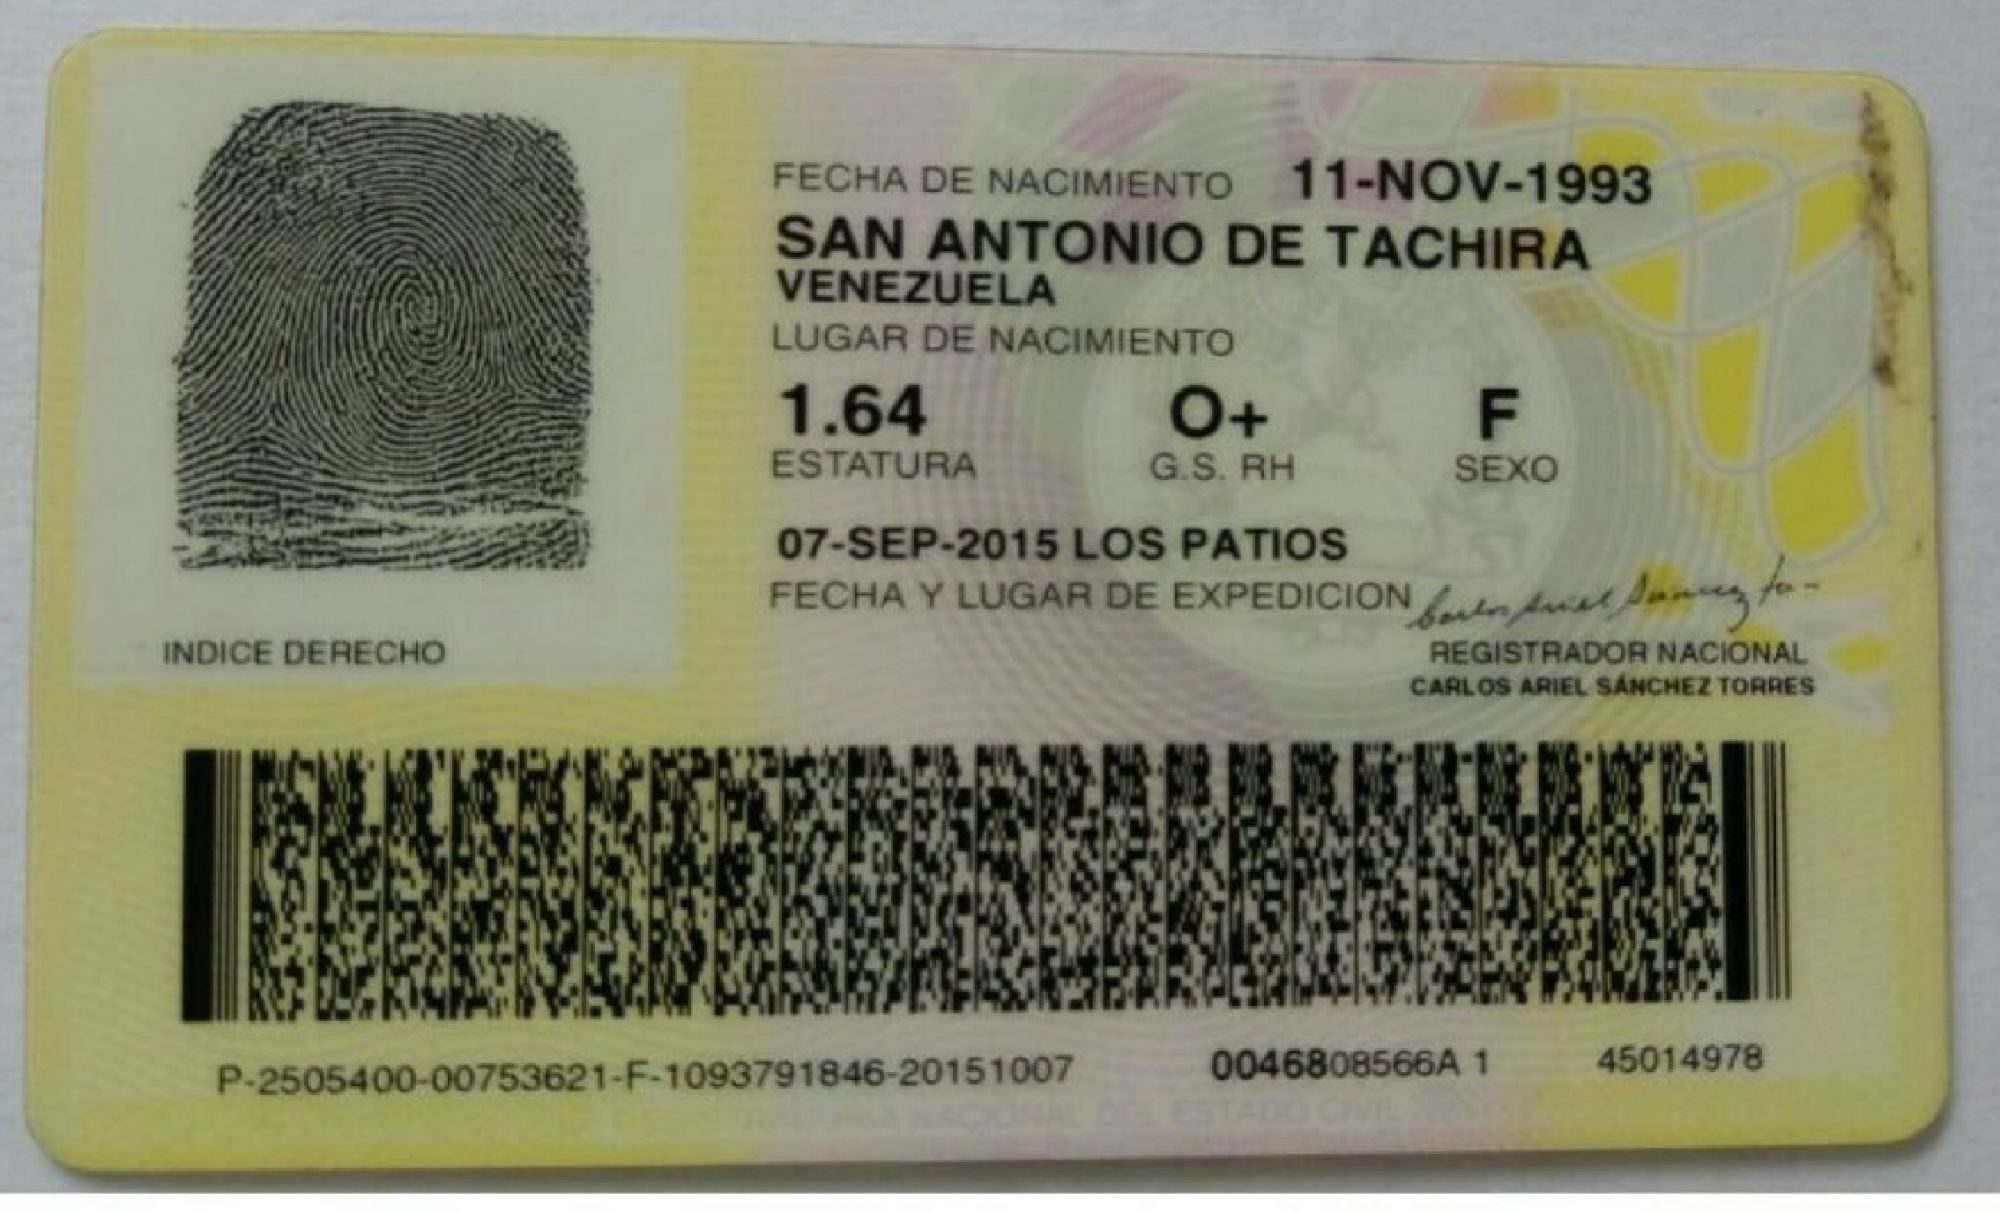 FECHA DE NACIMIENTO 11-NOV-1993
SAN ANTONIO DE TACHIRA
VENEZUELA
LUGAR DE NACIMIENTO
1.64 O+ F
ESTATURA G.S. RH SEXO
07-SEP-2015 LOS PATIOS
FECHA Y LUGAR DE EXPEDICION
Carlos Ariel Sánchez
INDICE DERECHO
REGISTRADOR NACIONAL
CARLOS ARIEL SÁNCHEZ TORRES
P-2505400-00753621-F-1093791846-20151007 0046808566A 1 45014978
NACIONAL DEL ESTADO CIVIL